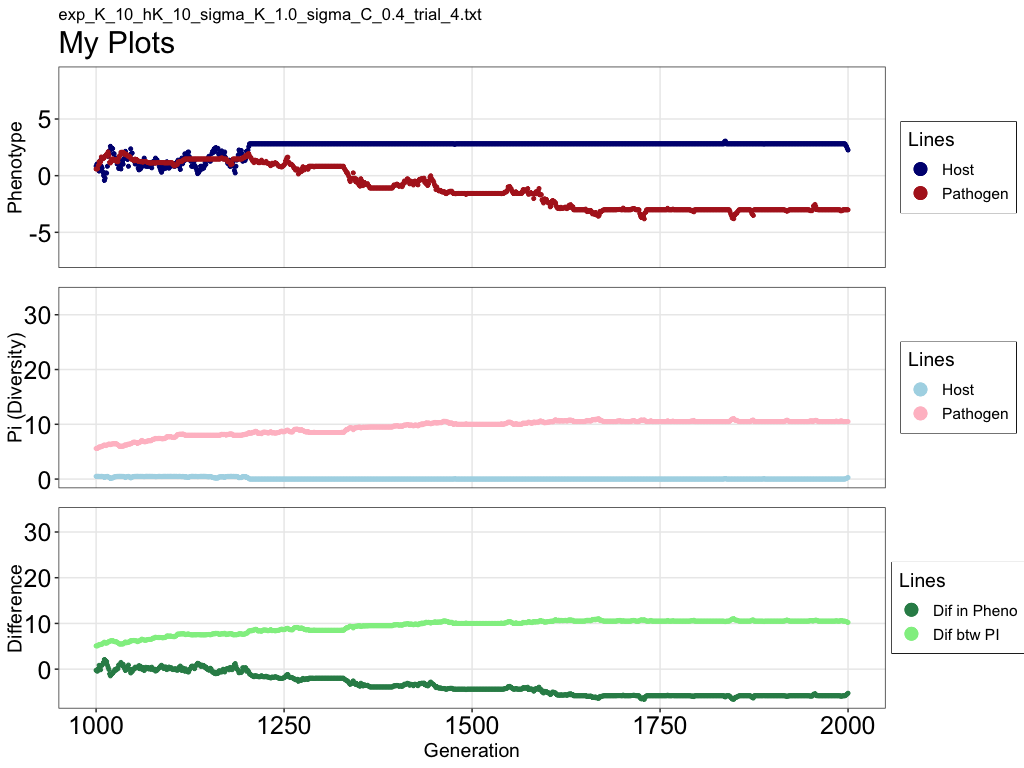 exp_K_10_hK_10_sigma_K_1.0_sigma_C_0.4_trial_4.txt
My Plots
Phenotype
5
0
-5
Lines
Host
Pathogen
Pi (Diversity)
30
20
10
0
Lines
Host
Pathogen
Difference
30
20
10
0
Lines
Dif in Pheno
Dif btw PI
1000 1250 1500 1750 2000
Generation